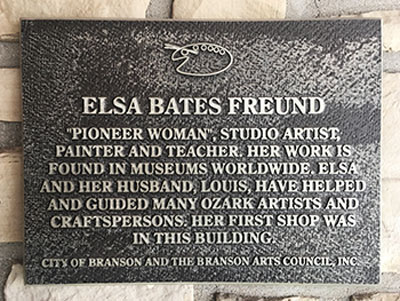 ELSA BATES FREUND
"PIONEER WOMAN", STUDIO ARTIST,
PAINTER AND TEACHER. HER WORK IS
FOUND IN MUSEUMS WORLDWIDE. ELSA
AND HER HUSBAND, LOUIS, HAVE HELPED
AND GUIDED MANY OZARK ARTISTS AND
CRAFTSPERSONS. HER FIRST SHOP WAS
IN THIS BUILDING.
CITY OF BRANSON AND THE BRANSON ARTS COUNCIL, INC.